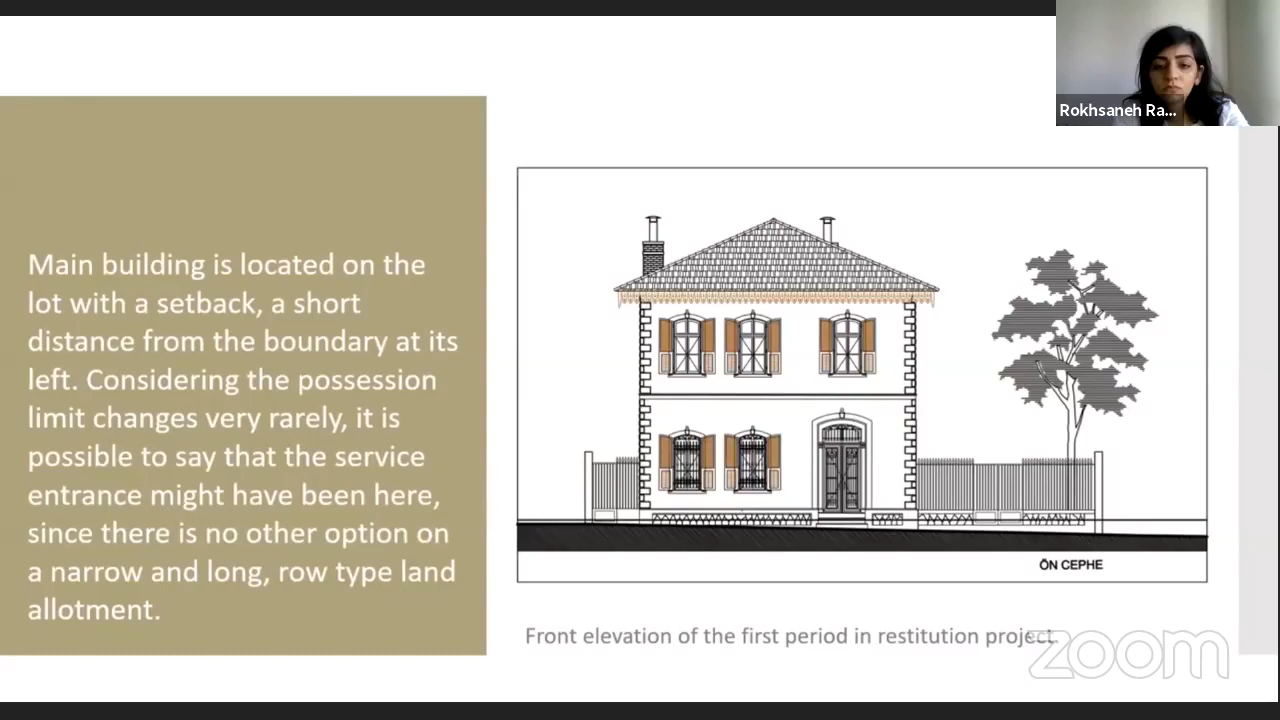 Rokhsaneh Ra...
Main building is located on the
lot with a setback, a short
distance from the boundary at its
left. Considering the possession
limit changes very rarely, it is
possible to say that the service
entrance might have been here,
since there is no other option on
a narrow and long, row type land
allotment.
ÖN CEPHE
Front elevation of the first period in restitution project.
zoom